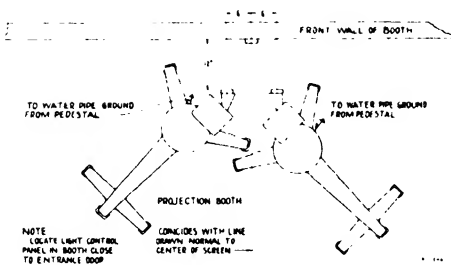 FRONT WALL OF BOOTH
TO WATER PIPE GROUND
FROM PEDESTAL
TO WATER PIPE GROUND
FROM PEDESTAL
PROJECTION BOOTH
NOTE
LOCATE LIGHT CONTROL
PANEL IN BOOTH CLOSE
TO ENTRANCE DOOR
COINCIDES WITH LINE
DRAWN NORMAL TO
CENTER OF SCREEN